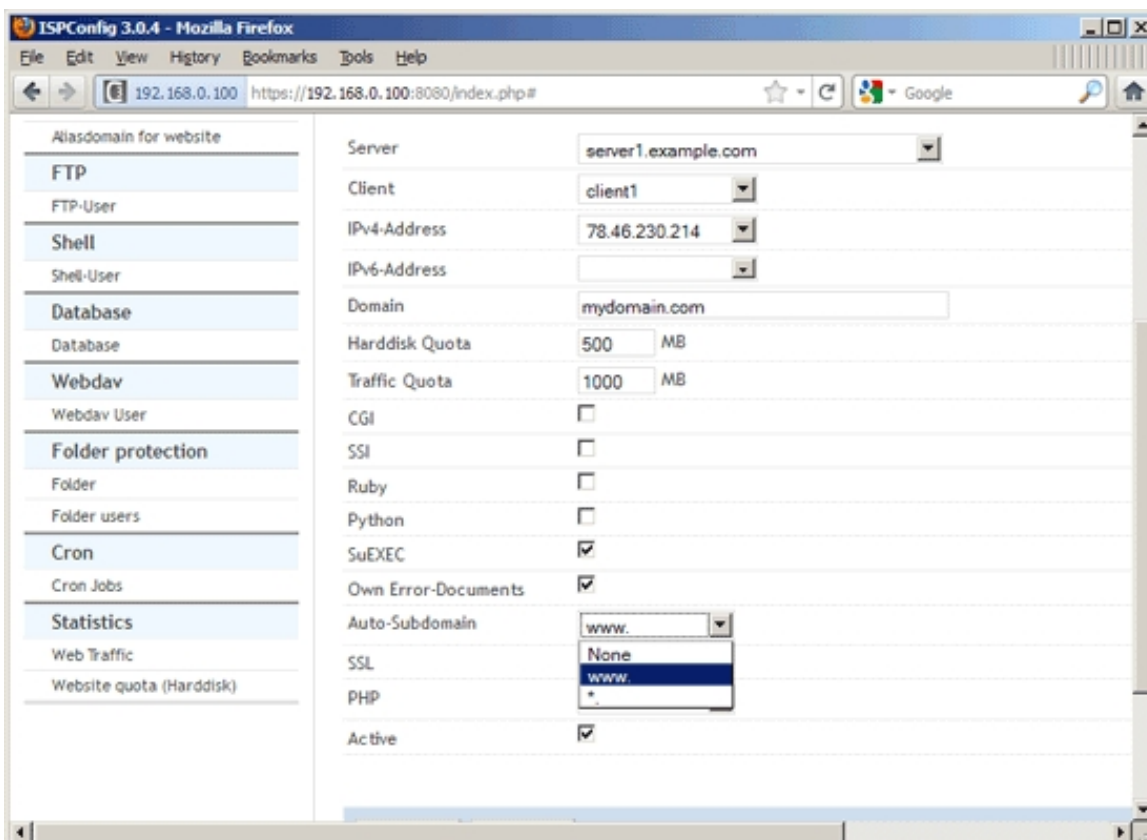 ISPConfig 3.0.4 - Mozilla Firefox
File Edit View History Bookmarks Tools Help
192.168.0.100 https://192.168.0.100:8080/index.php# Google
Aliasdomain for website
FTP
FTP-User
Shell
Shell-User
Database
Database
Webdav
Webdav User
Folder protection
Folder
Folder users
Cron
Cron Jobs
Statistics
Web Traffic
Website quota (Harddisk)
Server server1.example.com
Client client1
IPv4-Address 78.46.230.214
IPv6-Address
Domain mydomain.com
Harddisk Quota 500 MB
Traffic Quota 1000 MB
CGI
SSI
Ruby
Python
SuEXEC
Own Error-Documents
Auto-Subdomain www.
None
SSL www.
PHP *.
Active